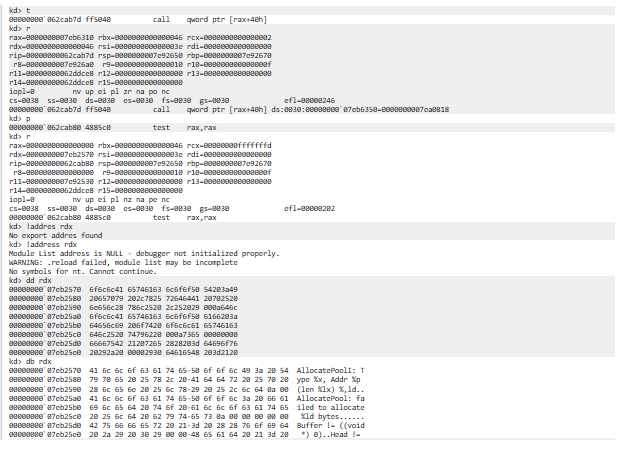 kd> t
00000000`062cab7d ff5040          call    qword ptr [rax+40h]
kd> r
rax=0000000007eb6310 rbx=0000000000000046 rcx=0000000000000002
rdx=0000000000000046 rsi=000000000000003e rdi=0000000000000000
rip=00000000062cab7d rsp=0000000007e92650 rbp=0000000007e92670
 r8=0000000007e926a0  r9=0000000000000010 r10=000000000000000f
r11=00000000062ddce8 r12=0000000000000000 r13=0000000000000000
r14=00000000062ddce8 r15=0000000000000000
iopl=0         nv up ei pl zr na po nc
cs=0038  ss=0030  ds=0030  es=0030  fs=0030  gs=0030             efl=00000246
00000000`062cab7d ff5040          call    qword ptr [rax+40h] ds:0030:00000000`07eb6350=0000000007ea0818
kd> p
00000000`062cab80 4885c0          test    rax,rax
kd> r
rax=0000000000000000 rbx=0000000000000046 rcx=00000000fffffffd
rdx=0000000007eb2570 rsi=000000000000003e rdi=0000000000000000
rip=00000000062cab80 rsp=0000000007e92650 rbp=0000000007e92670
 r8=0000000000000000  r9=0000000000000010 r10=000000000000000f
r11=0000000007e92530 r12=0000000000000000 r13=0000000000000000
r14=00000000062ddce8 r15=0000000000000000
iopl=0         nv up ei pl nz na pe nc
cs=0038  ss=0030  ds=0030  es=0030  fs=0030  gs=0030             efl=00000202
00000000`062cab80 4885c0          test    rax,rax
kd> !addres rdx
No export addres found
kd> !address rdx
Module List address is NULL - debugger not initialized properly.
WARNING: .reload failed, module list may be incomplete
No symbols for nt. Cannot continue.
kd> dd rdx
00000000`07eb2570  6f6c6c41 65746163 6c6f6f50 54203a49
00000000`07eb2580  20657079 202c7825 72646441 20702520
00000000`07eb2590  6e656c28 786c2520 2c252029 000a646c
00000000`07eb25a0  6f6c6c41 65746163 6c6f6f50 6166203a
00000000`07eb25b0  64656c69 206f7420 6f6c6c61 65746163
00000000`07eb25c0  646c2520 74796220 000a7365 00000000
00000000`07eb25d0  66667542 21207265 2828203d 64696f76
00000000`07eb25e0  20292a20 00002930 64616548 203d2120
kd> db rdx
00000000`07eb2570  41 6c 6c 6f 63 61 74 65-50 6f 6f 6c 49 3a 20 54  AllocatePoolI: T
00000000`07eb2580  79 70 65 20 25 78 2c 20-41 64 64 72 20 25 70 20  ype %x, Addr %p
00000000`07eb2590  28 6c 65 6e 20 25 6c 78-29 20 25 2c 6c 64 0a 00  (len %lx) %,ld..
00000000`07eb25a0  41 6c 6c 6f 63 61 74 65-50 6f 6f 6c 3a 20 66 61  AllocatePool: fa
00000000`07eb25b0  69 6c 65 64 20 74 6f 20-61 6c 6c 6f 63 61 74 65  iled to allocate
00000000`07eb25c0  20 25 6c 64 20 62 79 74-65 73 0a 00 00 00 00 00   %ld bytes......
00000000`07eb25d0  42 75 66 66 65 72 20 21-3d 20 28 28 76 6f 69 64  Buffer != ((void
00000000`07eb25e0  20 2a 29 20 30 29 00 00-48 65 61 64 20 21 3d 20   *) 0)..Head !=